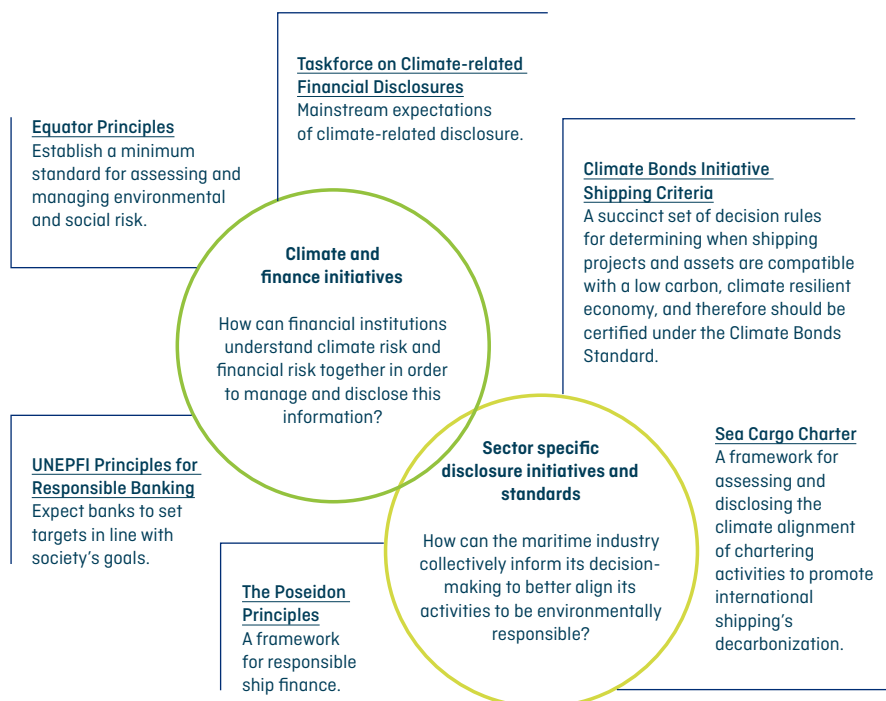 Taskforce on Climate-related
Financial Disclosures
Mainstream expectations
of climate-related disclosure.
Equator Principles
Establish a minimum
standard for assessing and
managing environmental
and social risk.
Climate Bonds Initiative
Shipping Criteria
A succinct set of decision rules
for determining when shipping
projects and assets are compatible
with a low carbon, climate resilient
economy, and therefore should be
certified under the Climate Bonds
Standard.
Climate and
finance initiatives
How can financial institutions
understand climate risk and
financial risk together in order
to manage and disclose this
information?
UNEPFI Principles for
Responsible Banking
Expect banks to set
targets in line with
society's goals.
Sector specific
disclosure initiatives and
standards
How can the maritime industry
collectively inform its decision-
making to better align its
activities to be environmentally
responsible?
Sea Cargo Charter
A framework for
assessing and
disclosing the
climate alignment
of chartering
activities to promote
international
shipping's
decarbonization.
The Poseidon
Principles
A framework
for responsible
ship finance.